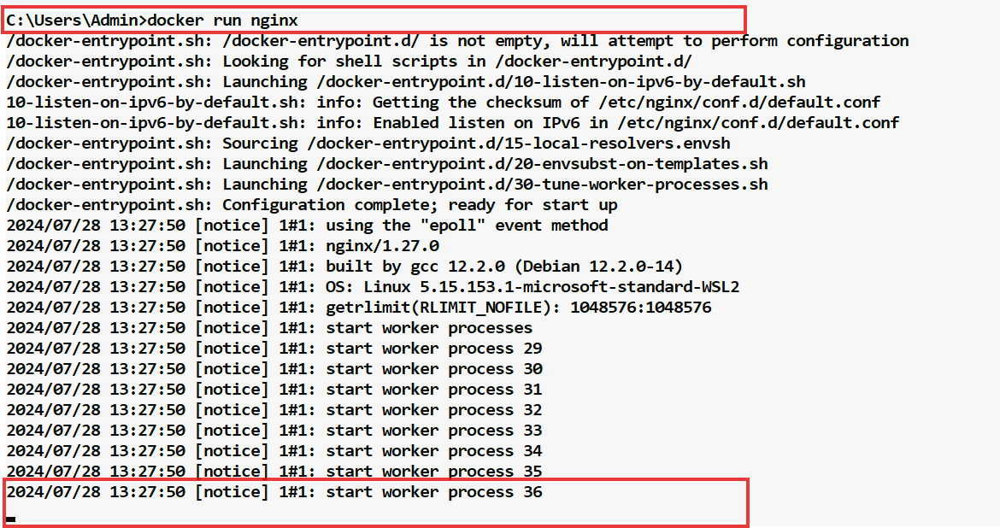 C:\Users\Admin>docker run nginx
/docker-entrypoint.sh: /docker-entrypoint.d/ is not empty, will attempt to perform configuration
/docker-entrypoint.sh: Looking for shell scripts in /docker-entrypoint.d/
/docker-entrypoint.sh: Launching /docker-entrypoint.d/10-listen-on-ipv6-by-default.sh
10-listen-on-ipv6-by-default.sh: info: Getting the checksum of /etc/nginx/conf.d/default.conf
10-listen-on-ipv6-by-default.sh: info: Enabled listen on IPv6 in /etc/nginx/conf.d/default.conf
/docker-entrypoint.sh: Sourcing /docker-entrypoint.d/15-local-resolvers.envsh
/docker-entrypoint.sh: Launching /docker-entrypoint.d/20-envsubst-on-templates.sh
/docker-entrypoint.sh: Launching /docker-entrypoint.d/30-tune-worker-processes.sh
/docker-entrypoint.sh: Configuration complete; ready for start up
2024/07/28 13:27:50 [notice] 1#1: using the "epoll" event method
2024/07/28 13:27:50 [notice] 1#1: nginx/1.27.0
2024/07/28 13:27:50 [notice] 1#1: built by gcc 12.2.0 (Debian 12.2.0-14)
2024/07/28 13:27:50 [notice] 1#1: OS: Linux 5.15.153.1-microsoft-standard-WSL2
2024/07/28 13:27:50 [notice] 1#1: getrlimit(RLIMIT_NOFILE): 1048576:1048576
2024/07/28 13:27:50 [notice] 1#1: start worker processes
2024/07/28 13:27:50 [notice] 1#1: start worker process 29
2024/07/28 13:27:50 [notice] 1#1: start worker process 30
2024/07/28 13:27:50 [notice] 1#1: start worker process 31
2024/07/28 13:27:50 [notice] 1#1: start worker process 32
2024/07/28 13:27:50 [notice] 1#1: start worker process 33
2024/07/28 13:27:50 [notice] 1#1: start worker process 34
2024/07/28 13:27:50 [notice] 1#1: start worker process 35
2024/07/28 13:27:50 [notice] 1#1: start worker process 36